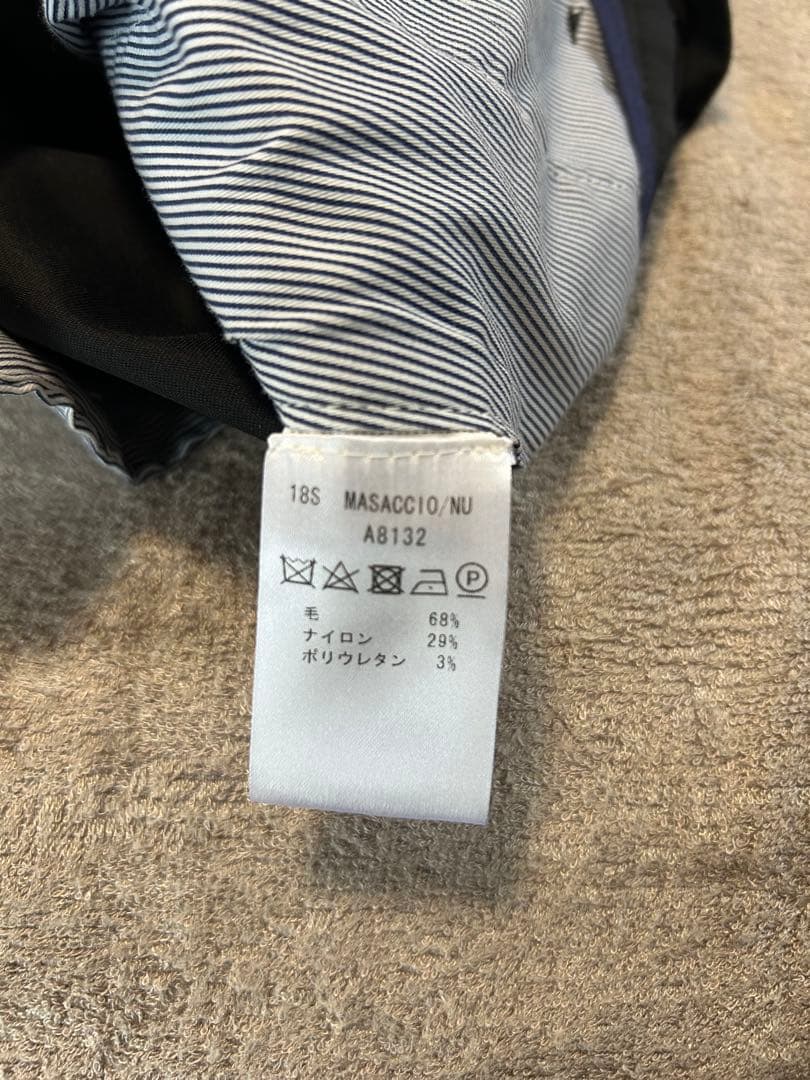 18S MASACCIO/NU
A8132
P
毛 68%
ナイロン 29%
ポリウレタン 3%